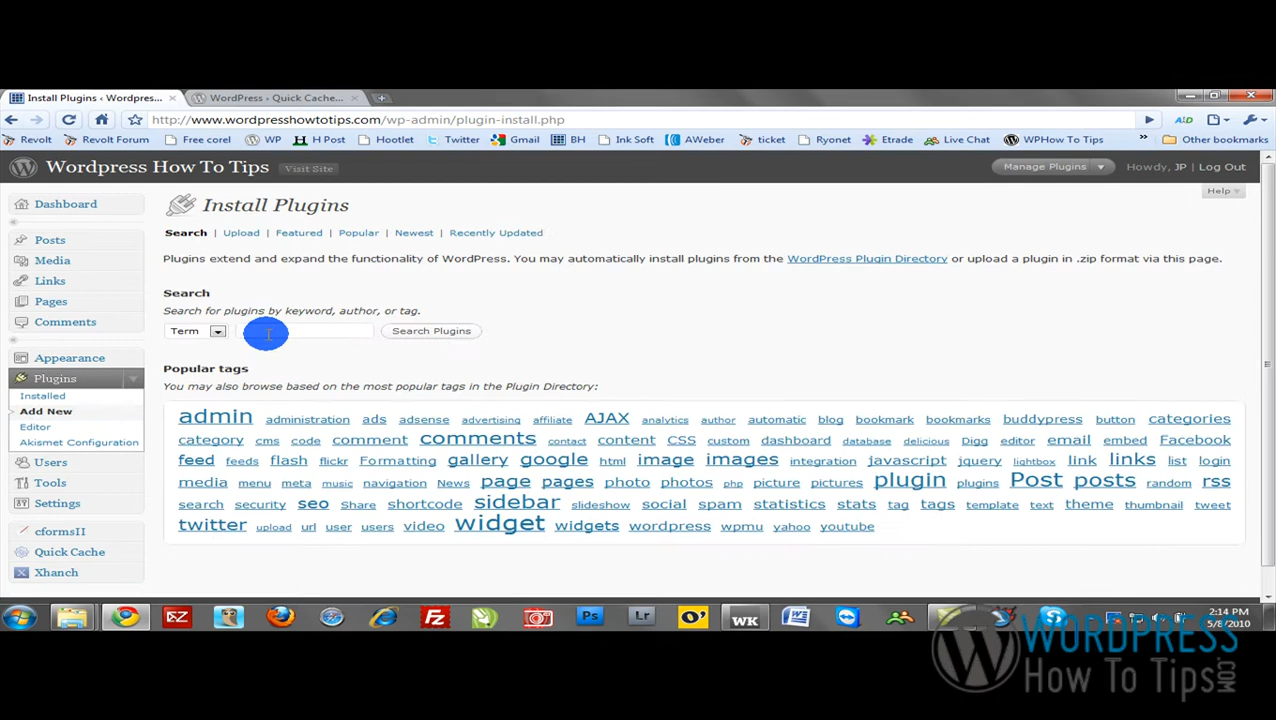 Install Plugins ‹ Wordpres...
WordPress › Quick Cache...
http://www.wordpresshowtotips.com/wp-admin/plugin-install.php
Revolt
Revolt Forum
Free corel
WP
H Post
Hootlet
Twitter
Gmail
BH
Ink Soft
AWeber
ticket
Ryonet
Etrade
Live Chat
WPHow To Tips
»
Other bookmarks
Wordpress How To Tips
Visit Site
Manage Plugins
Howdy, JP | Log Out
Help
Dashboard
Posts
Media
Links
Pages
Comments
Appearance
Plugins
Installed
Add New
Editor
Akismet Configuration
Users
Tools
Settings
cformsII
Quick Cache
Xhanch
Install Plugins
Search | Upload | Featured | Popular | Newest | Recently Updated
Plugins extend and expand the functionality of WordPress. You may automatically install plugins from the WordPress Plugin Directory or upload a plugin in .zip format via this page.
Search
Search for plugins by keyword, author, or tag.
Term
Search Plugins
Popular tags
You may also browse based on the most popular tags in the Plugin Directory:
admin administration ads adsense advertising affiliate AJAX analytics author automatic blog bookmark bookmarks buddypress button categories
category cms code comment comments contact content CSS custom dashboard database delicious Digg editor email embed Facebook
feed feeds flash flickr Formatting gallery google html image images integration javascript jquery lightbox link links list login
media menu meta music navigation News page pages photo photos php picture pictures plugin plugins Post posts random rss
search security seo Share shortcode sidebar slideshow social spam statistics stats tag tags template text theme thumbnail tweet
twitter upload url user users video widget widgets wordpress wpmu yahoo youtube
EZ
Fz
Ps
Lr
O'
WK
2:14 PM
5/8/2010
WORDPRESS
How To Tips
.COM